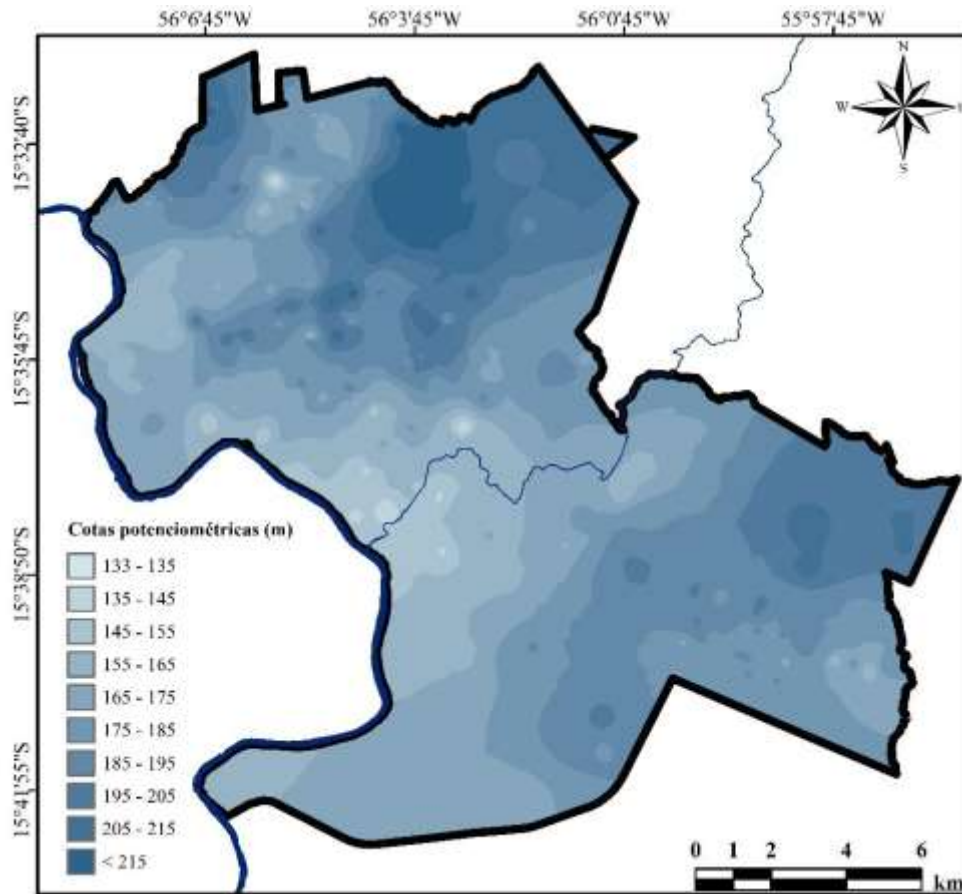 56°6'45"W 56°3'45"W 56°0'45"W 55°57'45"W
N
W
S
15°32'40"S
15°35'45"S
15°38'50"S
15°41'55"S
Cotas potenciométricas (m)
133 - 135
135 - 145
145 - 155
155 - 165
165 - 175
175 - 185
185 - 195
195 - 205
205 - 215
< 215
0 1 2 4 6
km